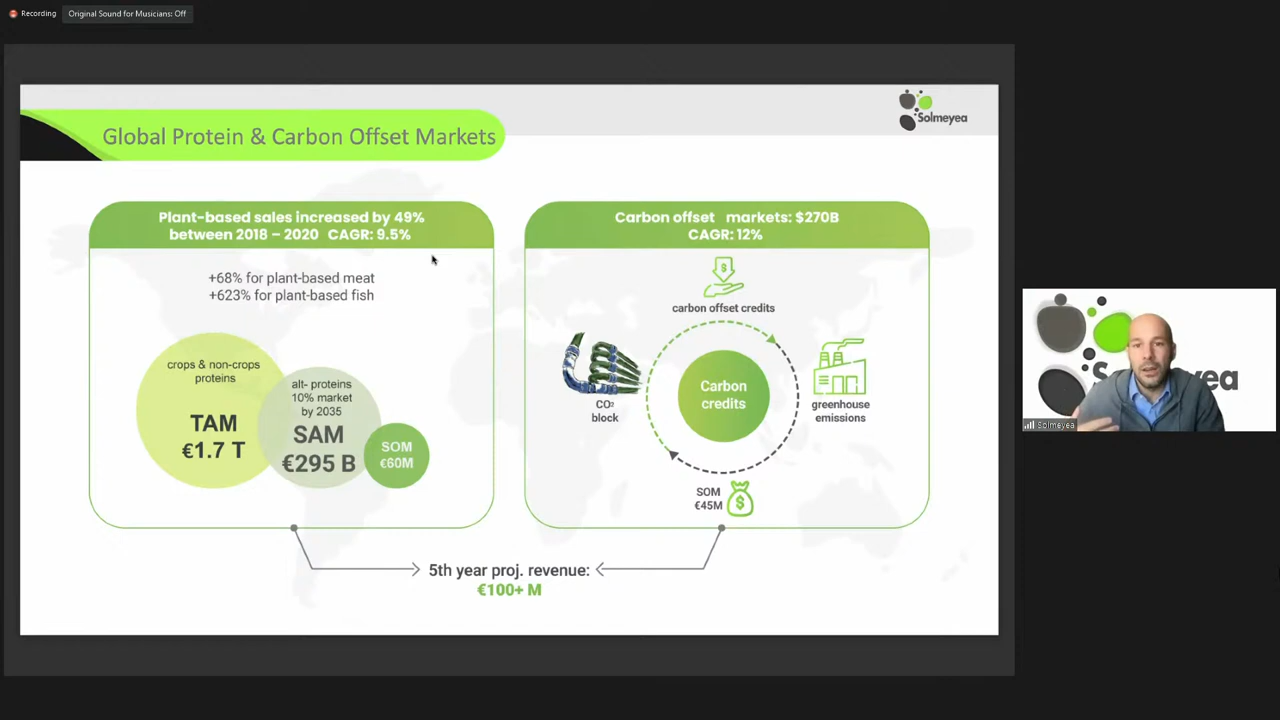 Recording
Original Sound for Musicians: Off
Global Protein & Carbon Offset Markets
Solmeyea
Plant-based sales increased by 49%
between 2018 – 2020 CAGR: 9.5%
+68% for plant-based meat
+623% for plant-based fish
crops & non-crops
proteins
TAM
€1.7 T
alt- proteins
10% market
by 2035
SAM
€295 B
SOM
€60M
Carbon offset markets: $270B
CAGR: 12%
carbon offset credits
CO²
block
Carbon
credits
greenhouse
emissions
SOM
€45M
5th year proj. revenue:
€100+ M
Solmeyea